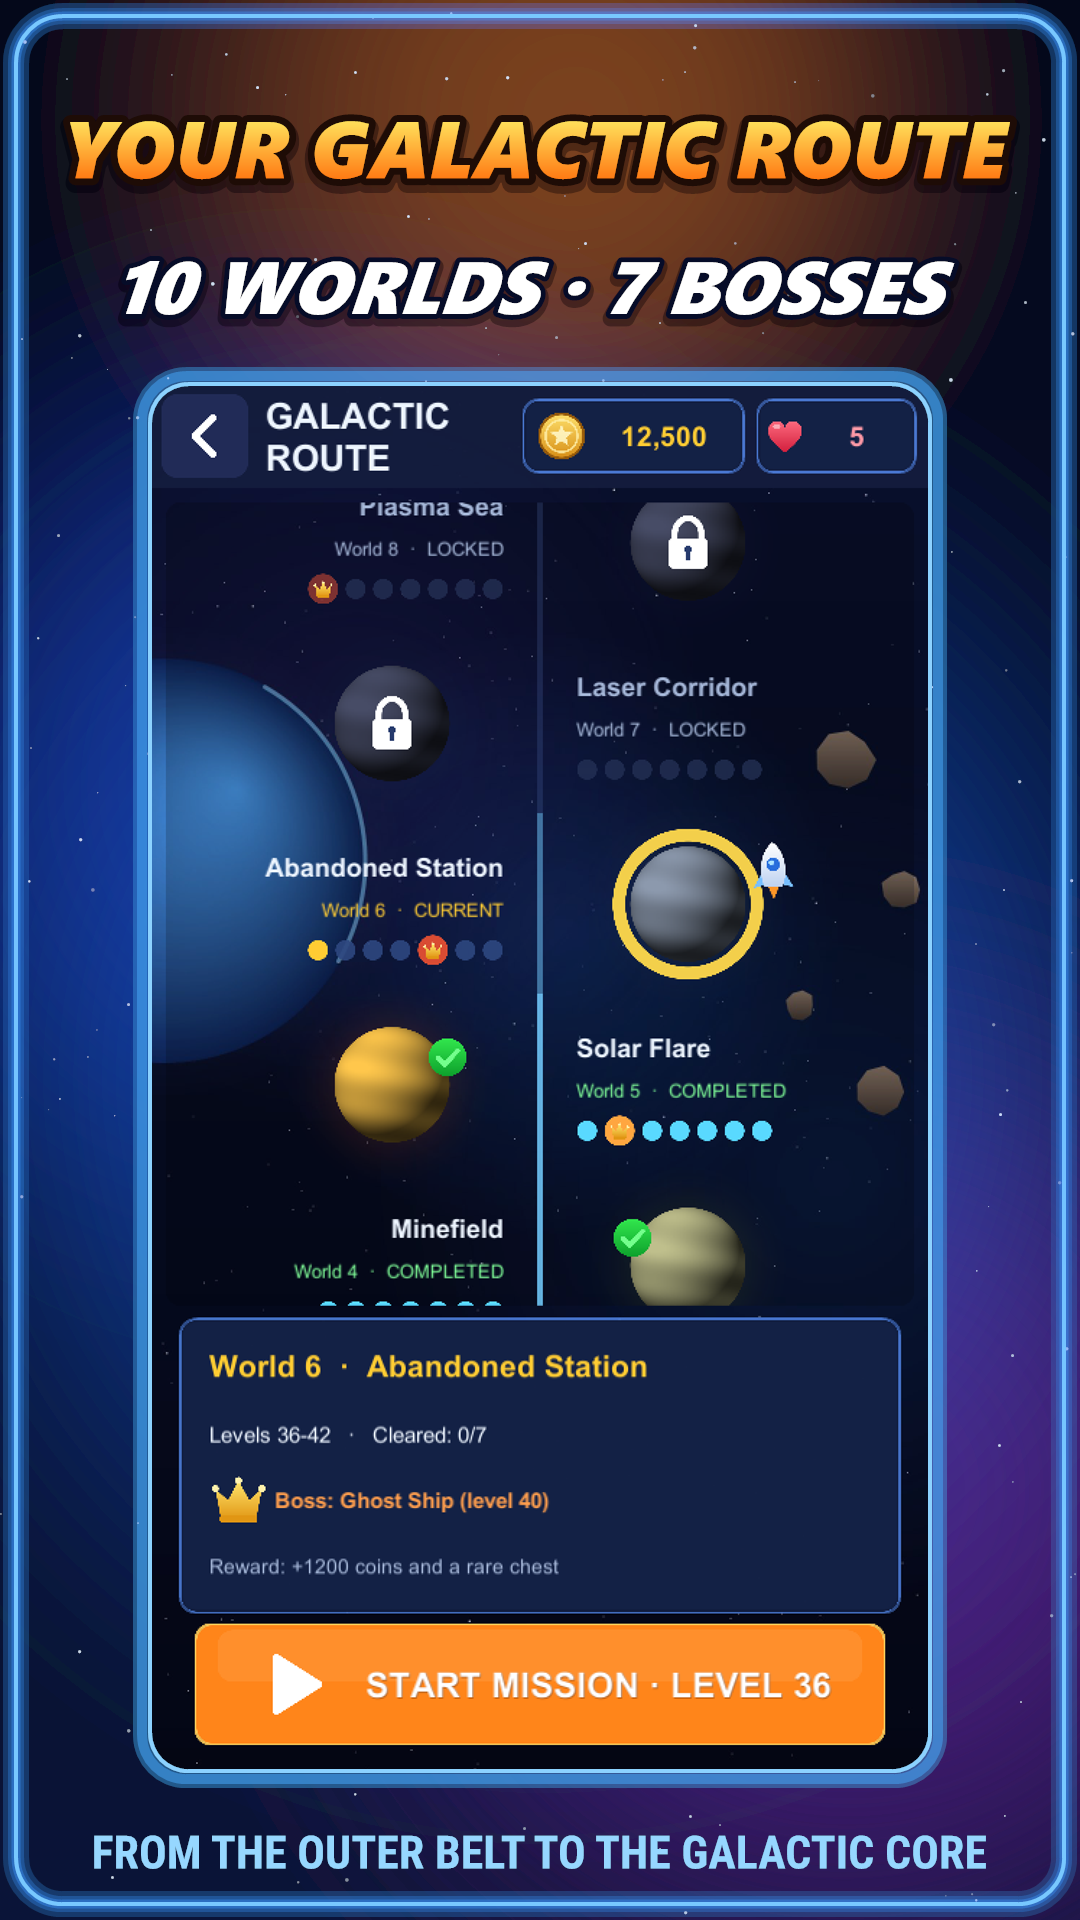 YOUR GALACTIC ROUTE
10 WORLDS · 7 BOSSES
GALACTIC
ROUTE
12,500
5
Plasma Sea
World 8 · LOCKED
Laser Corridor
World 7 · LOCKED
Abandoned Station
World 6 · CURRENT
Solar Flare
World 5 · COMPLETED
Minefield
World 4 · COMPLETED
World 6 · Abandoned Station
Levels 36-42 · Cleared: 0/7
Boss: Ghost Ship (level 40)
Reward: +1200 coins and a rare chest
START MISSION · LEVEL 36
FROM THE OUTER BELT TO THE GALACTIC CORE